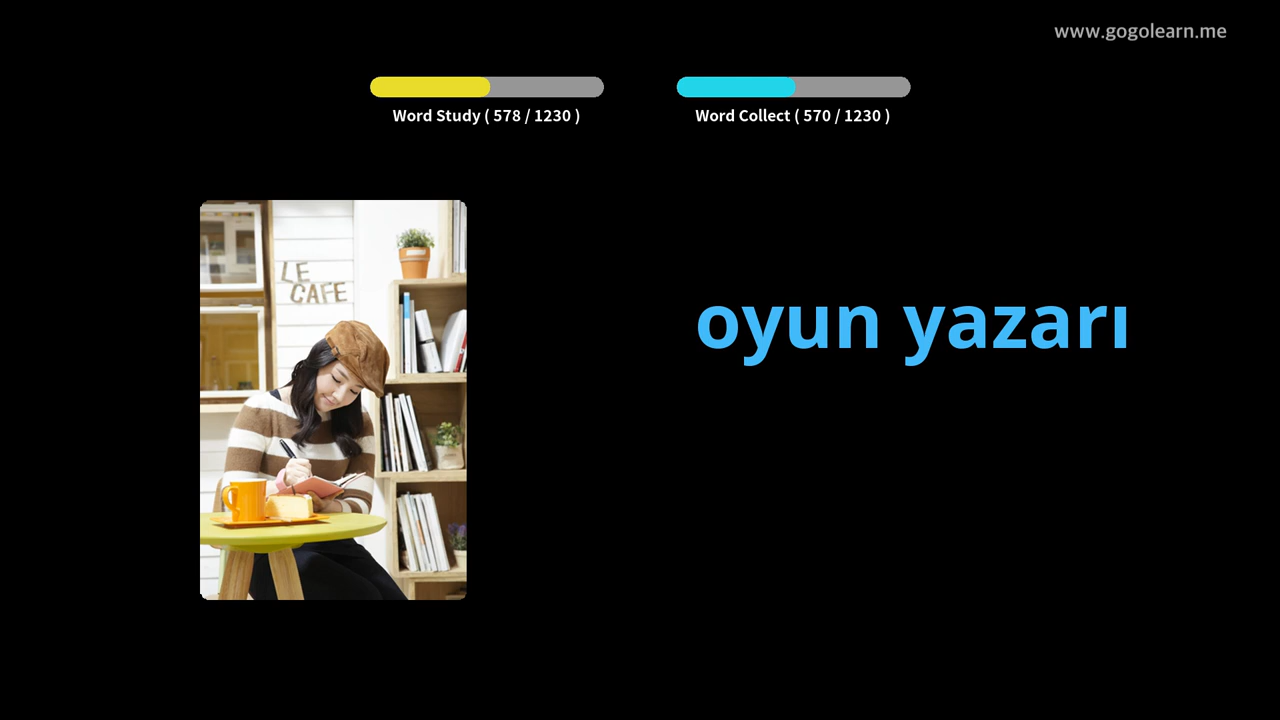 www.gogolearn.me
Word Study ( 578 / 1230 )
Word Collect ( 570 / 1230 )
LE
CAFE
oyun yazarı